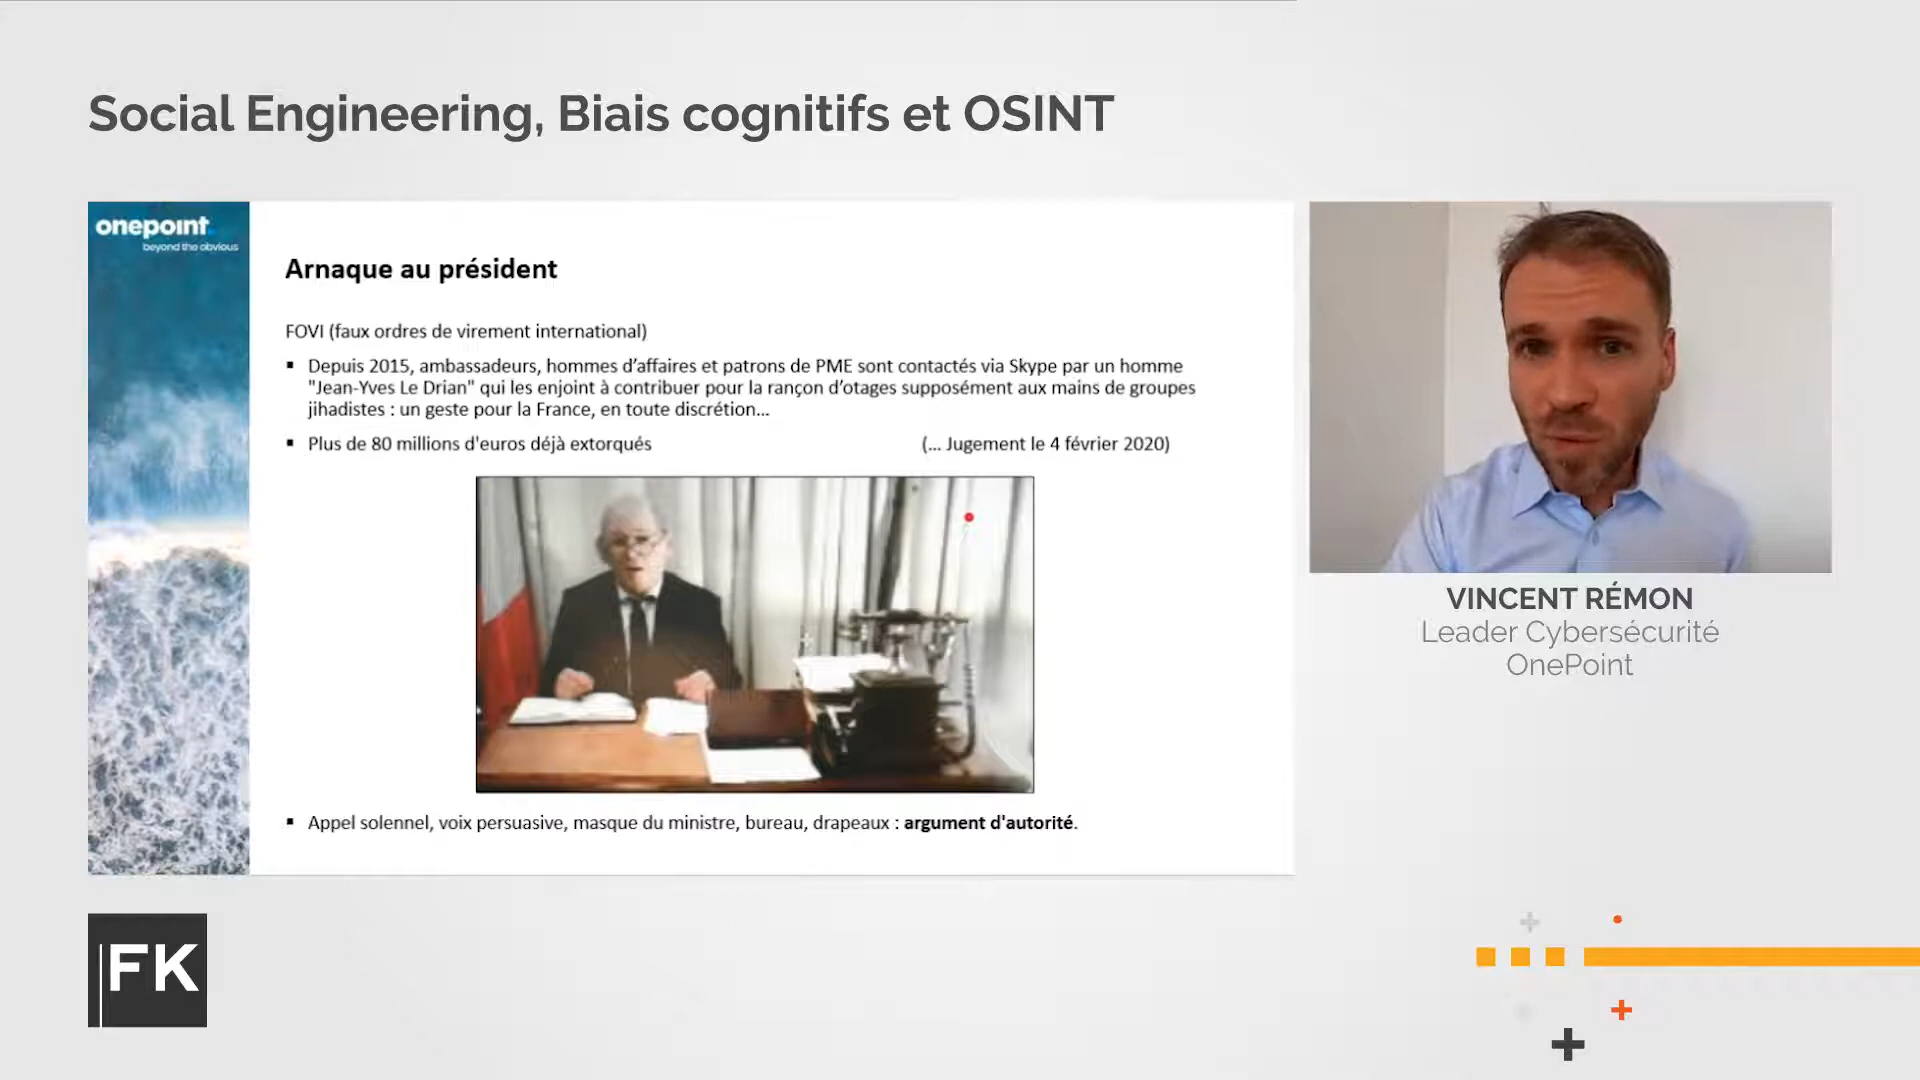 Social Engineering, Biais cognitifs et OSINT
onepoint.
beyond the obvious
Arnaque au président
FOVI (faux ordres de virement international)
▪ Depuis 2015, ambassadeurs, hommes d’affaires et patrons de PME sont contactés via Skype par un homme
"Jean-Yves Le Drian" qui les enjoint à contribuer pour la rançon d’otages supposément aux mains de groupes
jihadistes : un geste pour la France, en toute discrétion...
▪ Plus de 80 millions d'euros déjà extorqués (... Jugement le 4 février 2020)
▪ Appel solennel, voix persuasive, masque du ministre, bureau, drapeaux : argument d'autorité.
VINCENT RÉMON
Leader Cybersécurité
OnePoint
FK